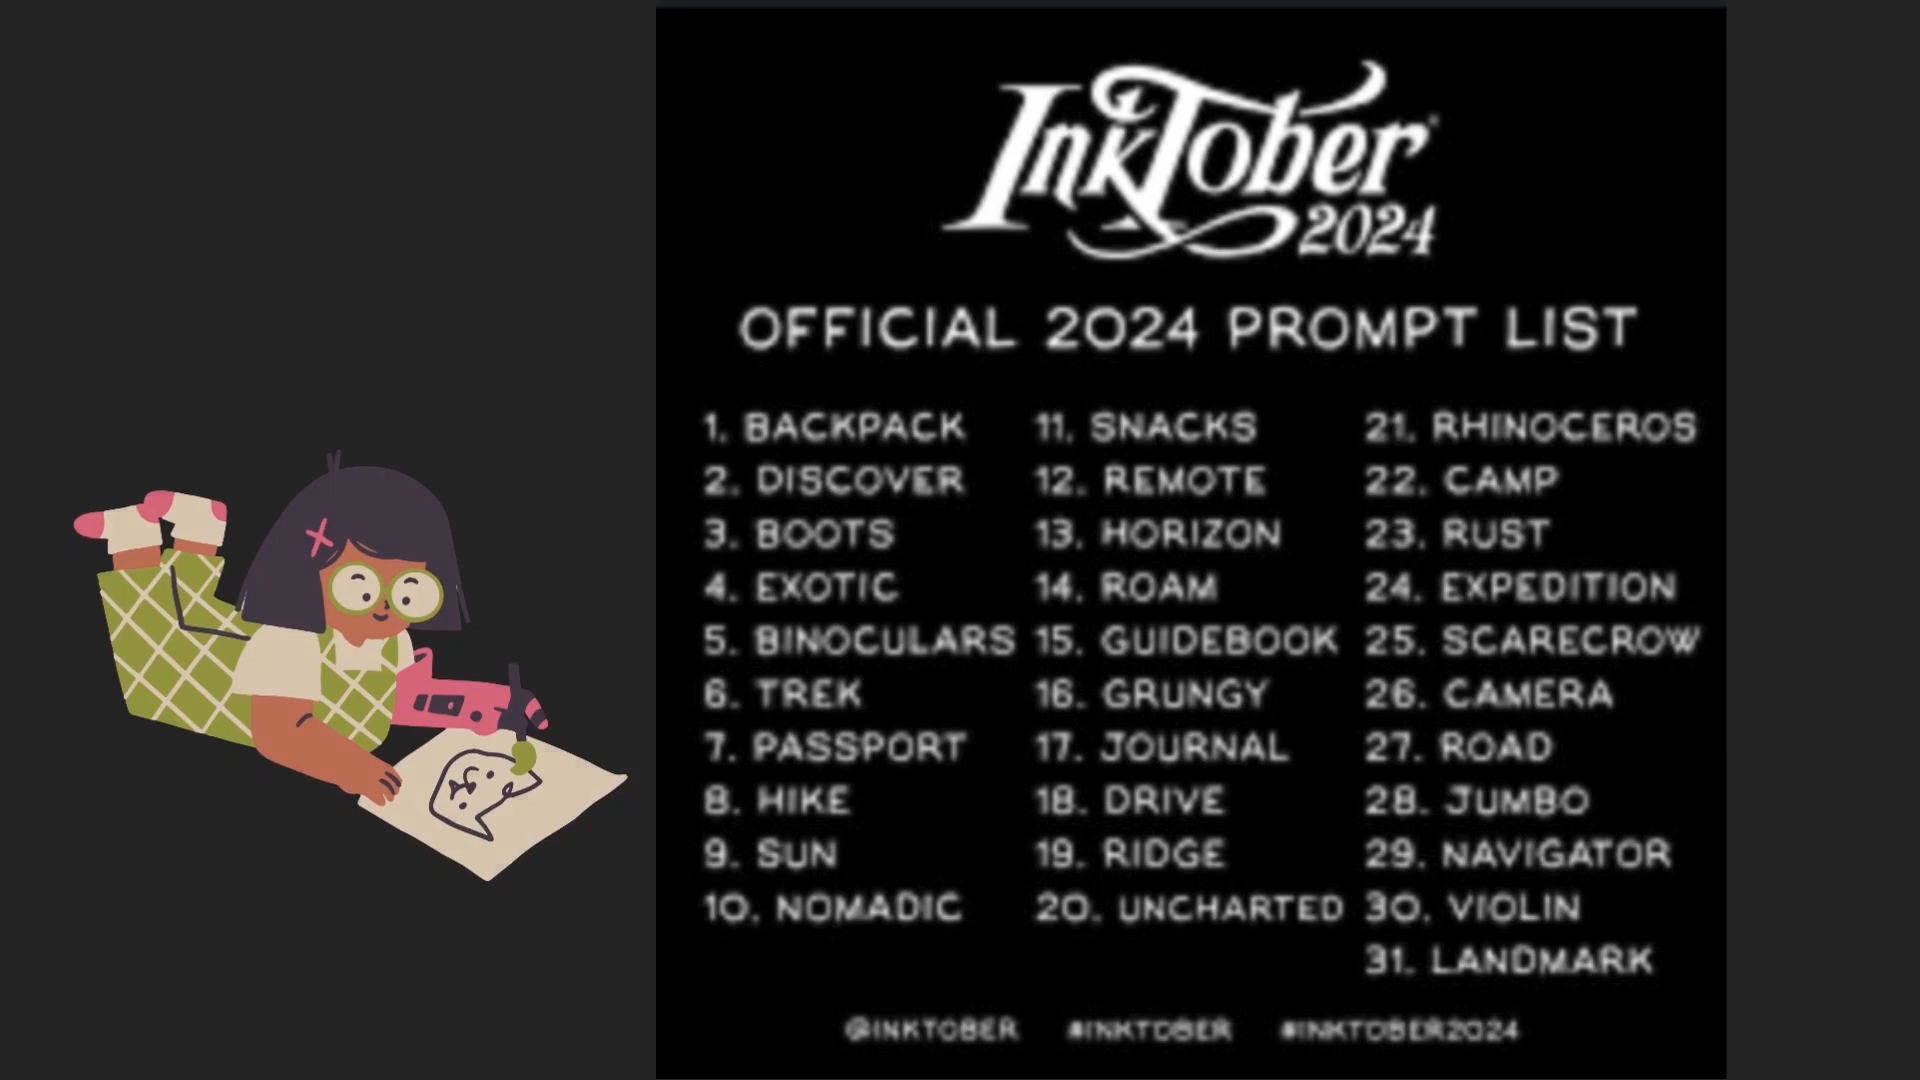 InkTober
2024
OFFICIAL 2024 PROMPT LIST
1. BACKPACK
2. DISCOVER
3. BOOTS
4. EXOTIC
5. BINOCULARS
6. TREK
7. PASSPORT
8. HIKE
9. SUN
10. NOMADIC
11. SNACKS
12. REMOTE
13. HORIZON
14. ROAM
15. GUIDEBOOK
16. GRUNGY
17. JOURNAL
18. DRIVE
19. RIDGE
20. UNCHARTED
21. RHINOCEROS
22. CAMP
23. RUST
24. EXPEDITION
25. SCARECROW
26. CAMERA
27. ROAD
28. JUMBO
29. NAVIGATOR
30. VIOLIN
31. LANDMARK
@INKTOBER #INKTOBER #INKTOBER2024